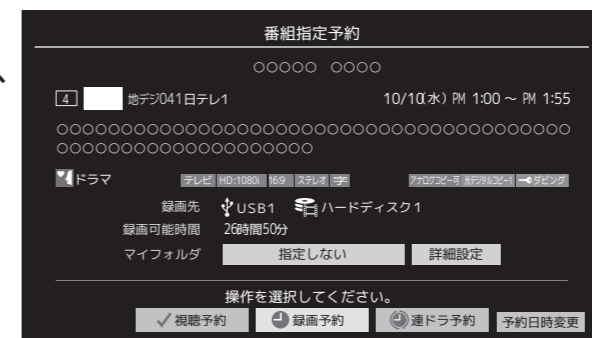 番組指定予約
○○○○○ ○○○○
4 地デジ041日テレ1 10/10(水) PM 1:00 ~ PM 1:55
○○○○○○○○○○○○○○○○○○○○○○○○○○○○○○○○○○○○○○○○
○○○○○○○○○○○○○○○○○○○○
ドラマ テレビ HD:1080i 16:9 ステレオ 字 アナログコピー可 光デジタルコピー1 ダビング
録画先 USB1 ハードディスク1
録画可能時間 26時間50分
マイフォルダ 指定しない 詳細設定
操作を選択してください。
視聴予約 録画予約 連ドラ予約 予約日時変更